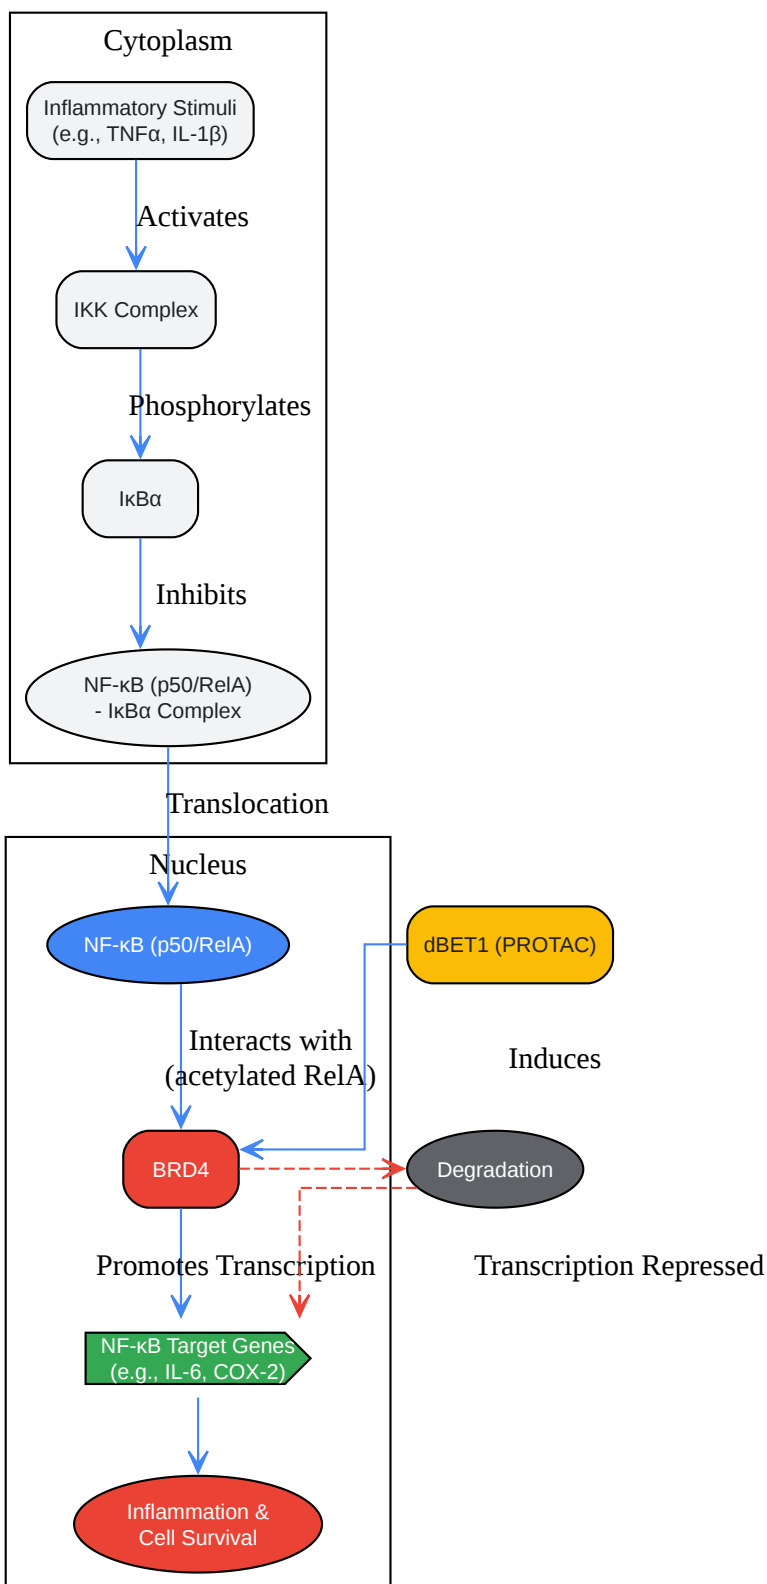 Cytoplasm
Inflammatory Stimuli
(e.g., TNFα, IL-1β)
Activates
IKK Complex
Phosphorylates
IκBα
Inhibits
NF-κB (p50/RelA)
- IκBα Complex
Translocation
Nucleus
NF-κB (p50/RelA)
dBET1 (PROTAC)
Interacts with
(acetylated RelA)
Induces
BRD4
Degradation
Promotes Transcription
Transcription Repressed
NF-κB Target Genes
(e.g., IL-6, COX-2)
Inflammation &
Cell Survival